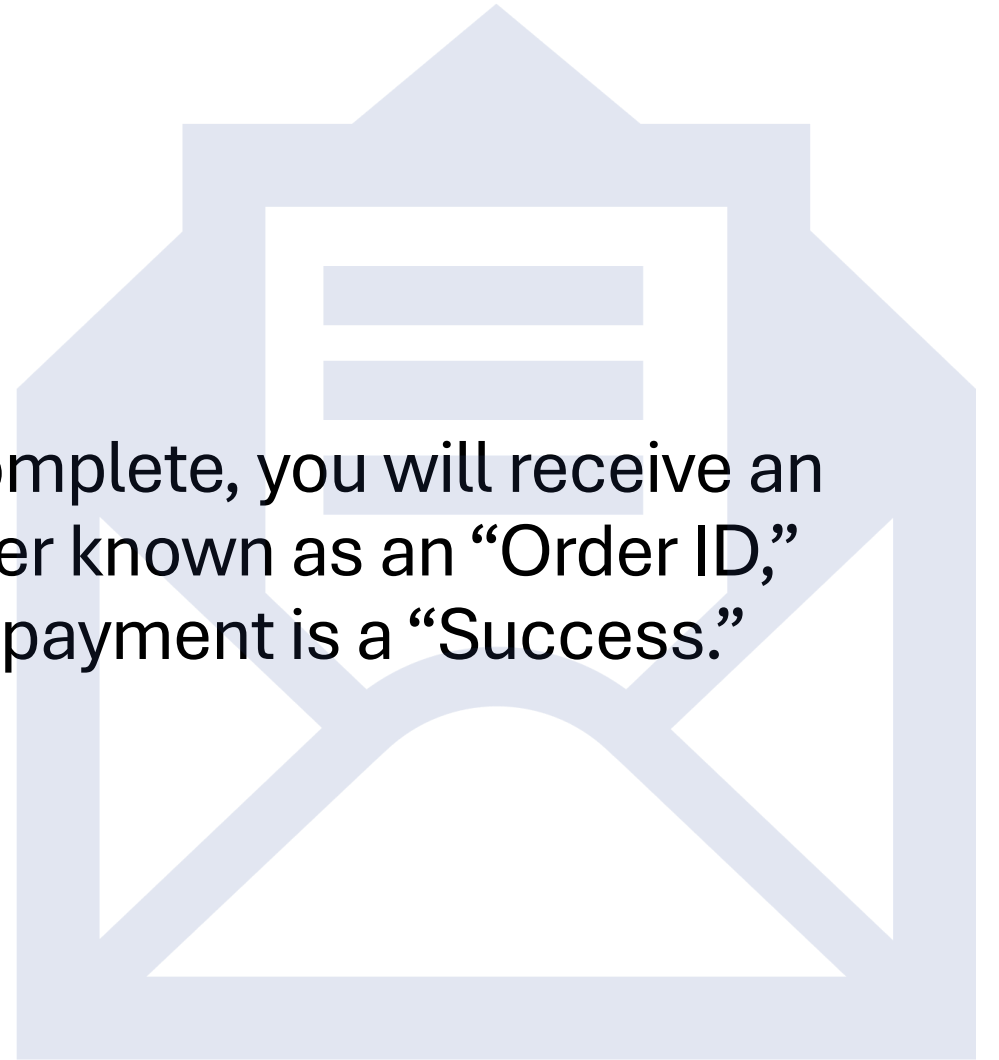 omplete, you will receive an
er known as an “Order ID,”
payment is a “Success.”